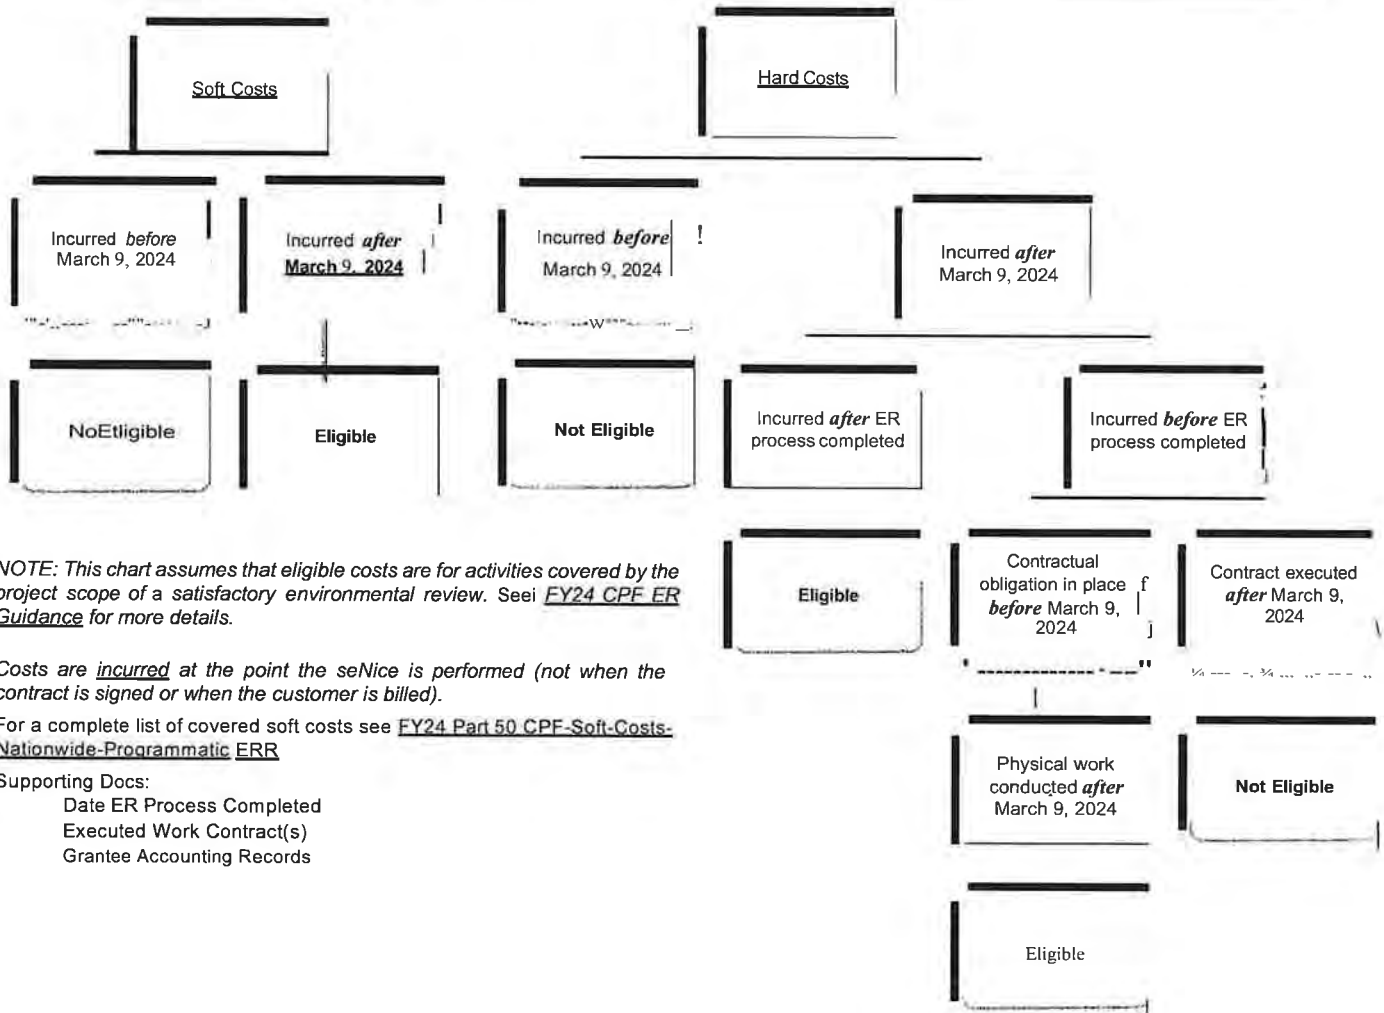 Soft Costs
Hard Costs
Incurred before
March 9, 2024
Incurred after
March 9, 2024
Incurred before
March 9, 2024
Incurred after
March 9, 2024
NoEtligible
Eligible
Not Eligible
Incurred after ER
process completed
Incurred before ER
process completed
Eligible
Contractual
obligation in place
before March 9,
2024
Contract executed
after March 9,
2024
Physical work
conducted after
March 9, 2024
Not Eligible
Eligible
NOTE: This chart assumes that eligible costs are for activities covered by the
project scope of a satisfactory environmental review. Seei FY24 CPF ER
Guidance for more details.
Costs are incurred at the point the seNice is performed (not when the
contract is signed or when the customer is billed).
For a complete list of covered soft costs see FY24 Part 50 CPF-Soft-Costs-
Nationwide-Programmatic ERR
Supporting Docs:
Date ER Process Completed
Executed Work Contract(s)
Grantee Accounting Records